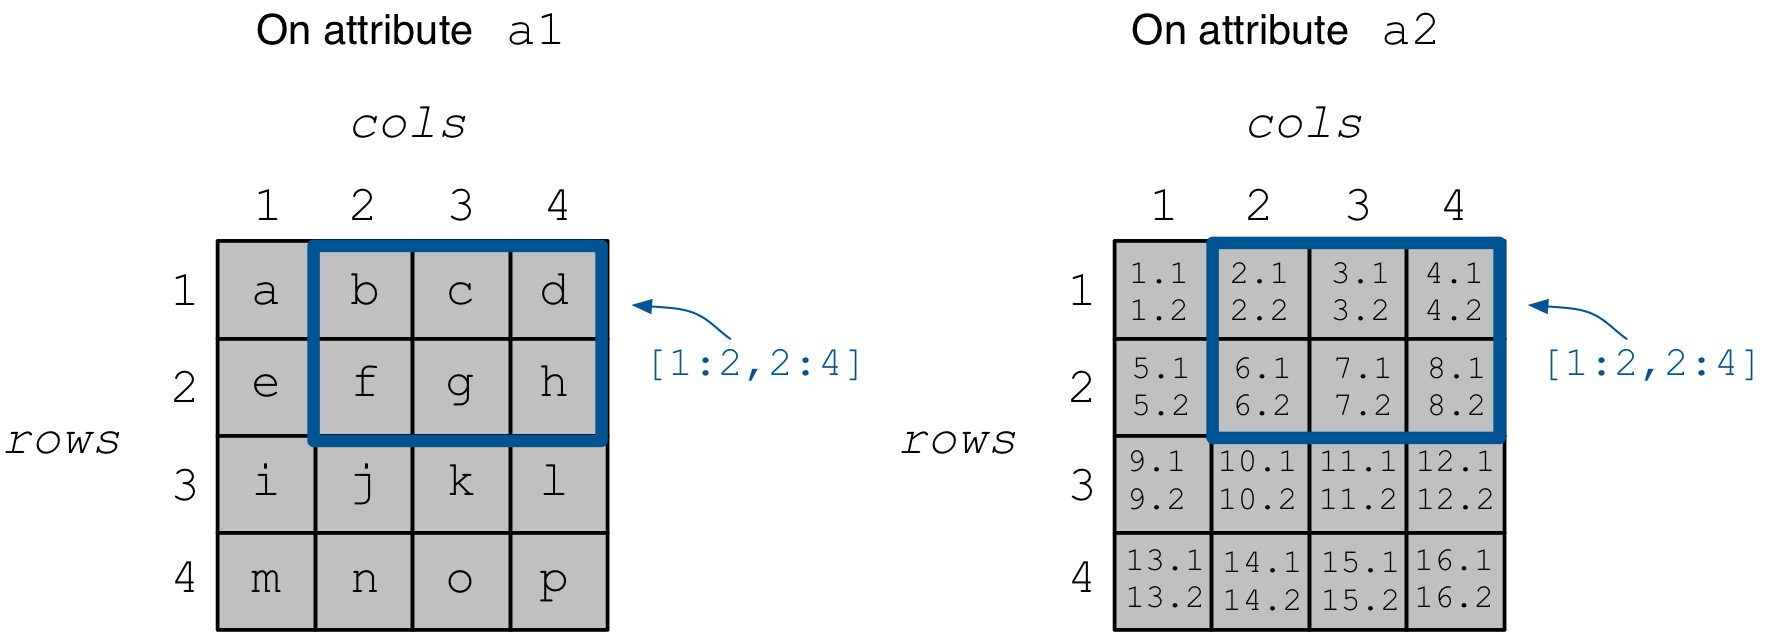 On attribute a1
cols
1 2 3 4
1 a b c d
[1:2,2:4]
2 e f g h
rows
3 i j k l
4 m n o p
On attribute a2
cols
1 2 3 4
1 1.1 2.1 3.1 4.1
1.2 2.2 3.2 4.2
[1:2,2:4]
2 5.1 6.1 7.1 8.1
5.2 6.2 7.2 8.2
rows
3 9.1 10.1 11.1 12.1
9.2 10.2 11.2 12.2
4 13.1 14.1 15.1 16.1
13.2 14.2 15.2 16.2